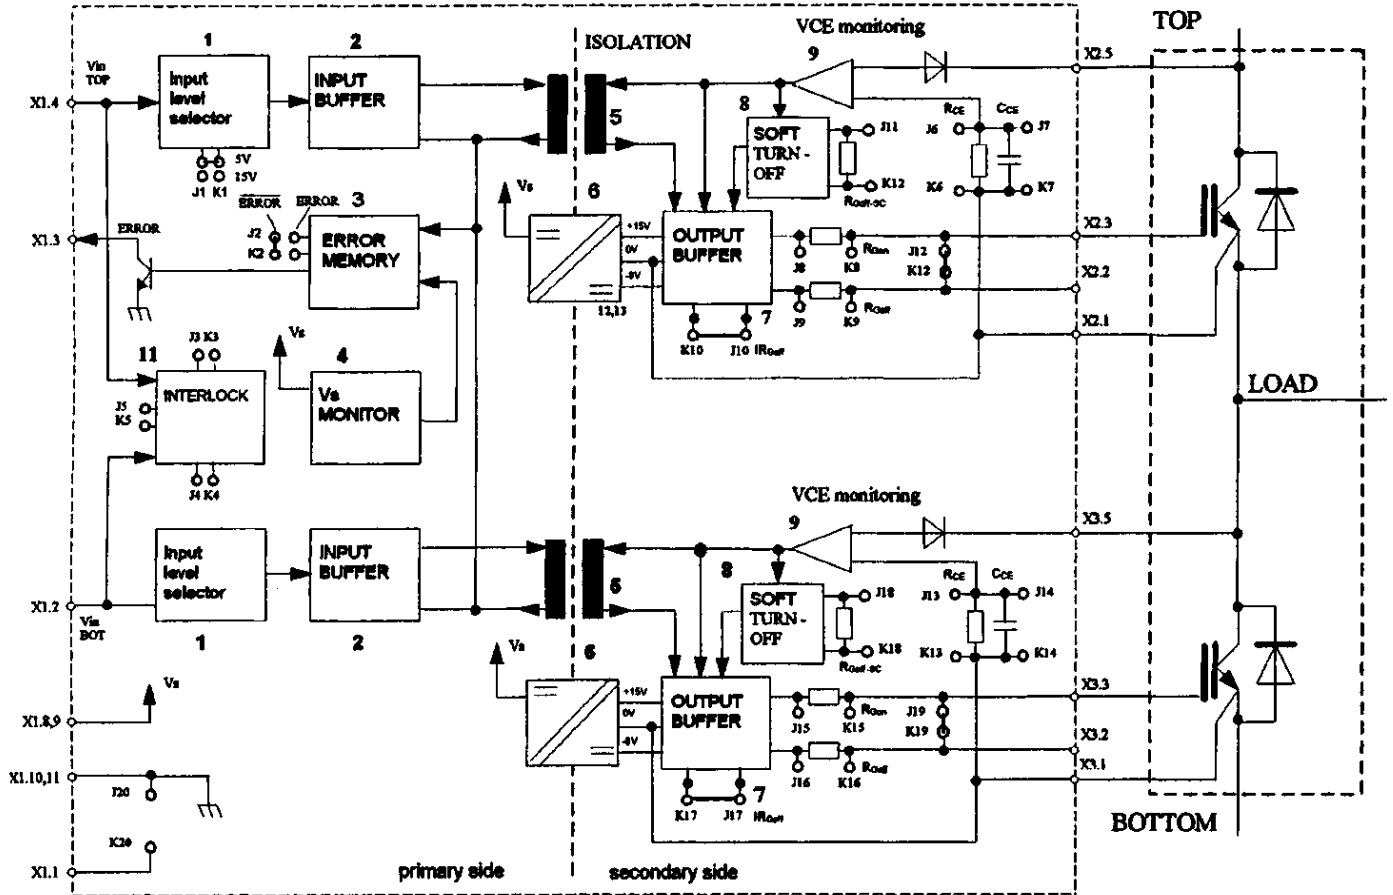 TOP
VCE monitoring
ISOLATION
1
2
9
X2.5
Vin
TOP
Input
level
selector
INPUT
BUFFER
5
8
RCE
CCE
X1.4
J11
J6
J7
SOFT
TURN -
OFF
5V
15V
J1 K1
K12
K6
K7
RGoff-SC
Vs
6
ERROR
ERROR
3
ERROR
X1.3
J2
K2
ERROR
MEMORY
+15V
0V
-8V
OUTPUT
BUFFER
X2.3
RGon
J8
K8
J12
K12
X2.2
RGoff
J9
K9
12,13
7
X2.1
K10
J10
IRGoff
J3 K3
Vs
11
4
INTERLOCK
Vs
MONITOR
J5
K5
LOAD
J4 K4
VCE monitoring
9
X3.5
Input
level
selector
INPUT
BUFFER
5
8
RCE
CCE
J18
J13
J14
SOFT
TURN -
OFF
X1.2
Vin
BOT
1
2
K18
K13
K14
RGoff-SC
Vs
6
Vs
+15V
0V
-8V
OUTPUT
BUFFER
X3.3
RGon
J15
K15
J19
K19
X1.8,9
X3.2
RGoff
J16
K16
X3.1
X1.10,11
J20
7
K17
J17
IRGoff
BOTTOM
K20
X1.1
primary side
secondary side